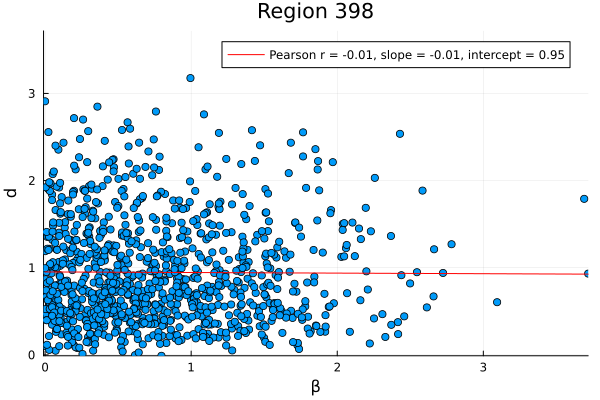 Region 398
Pearson r = -0.01, slope = -0.01, intercept = 0.95
3
2
1
0
d
0 1 2 3
β